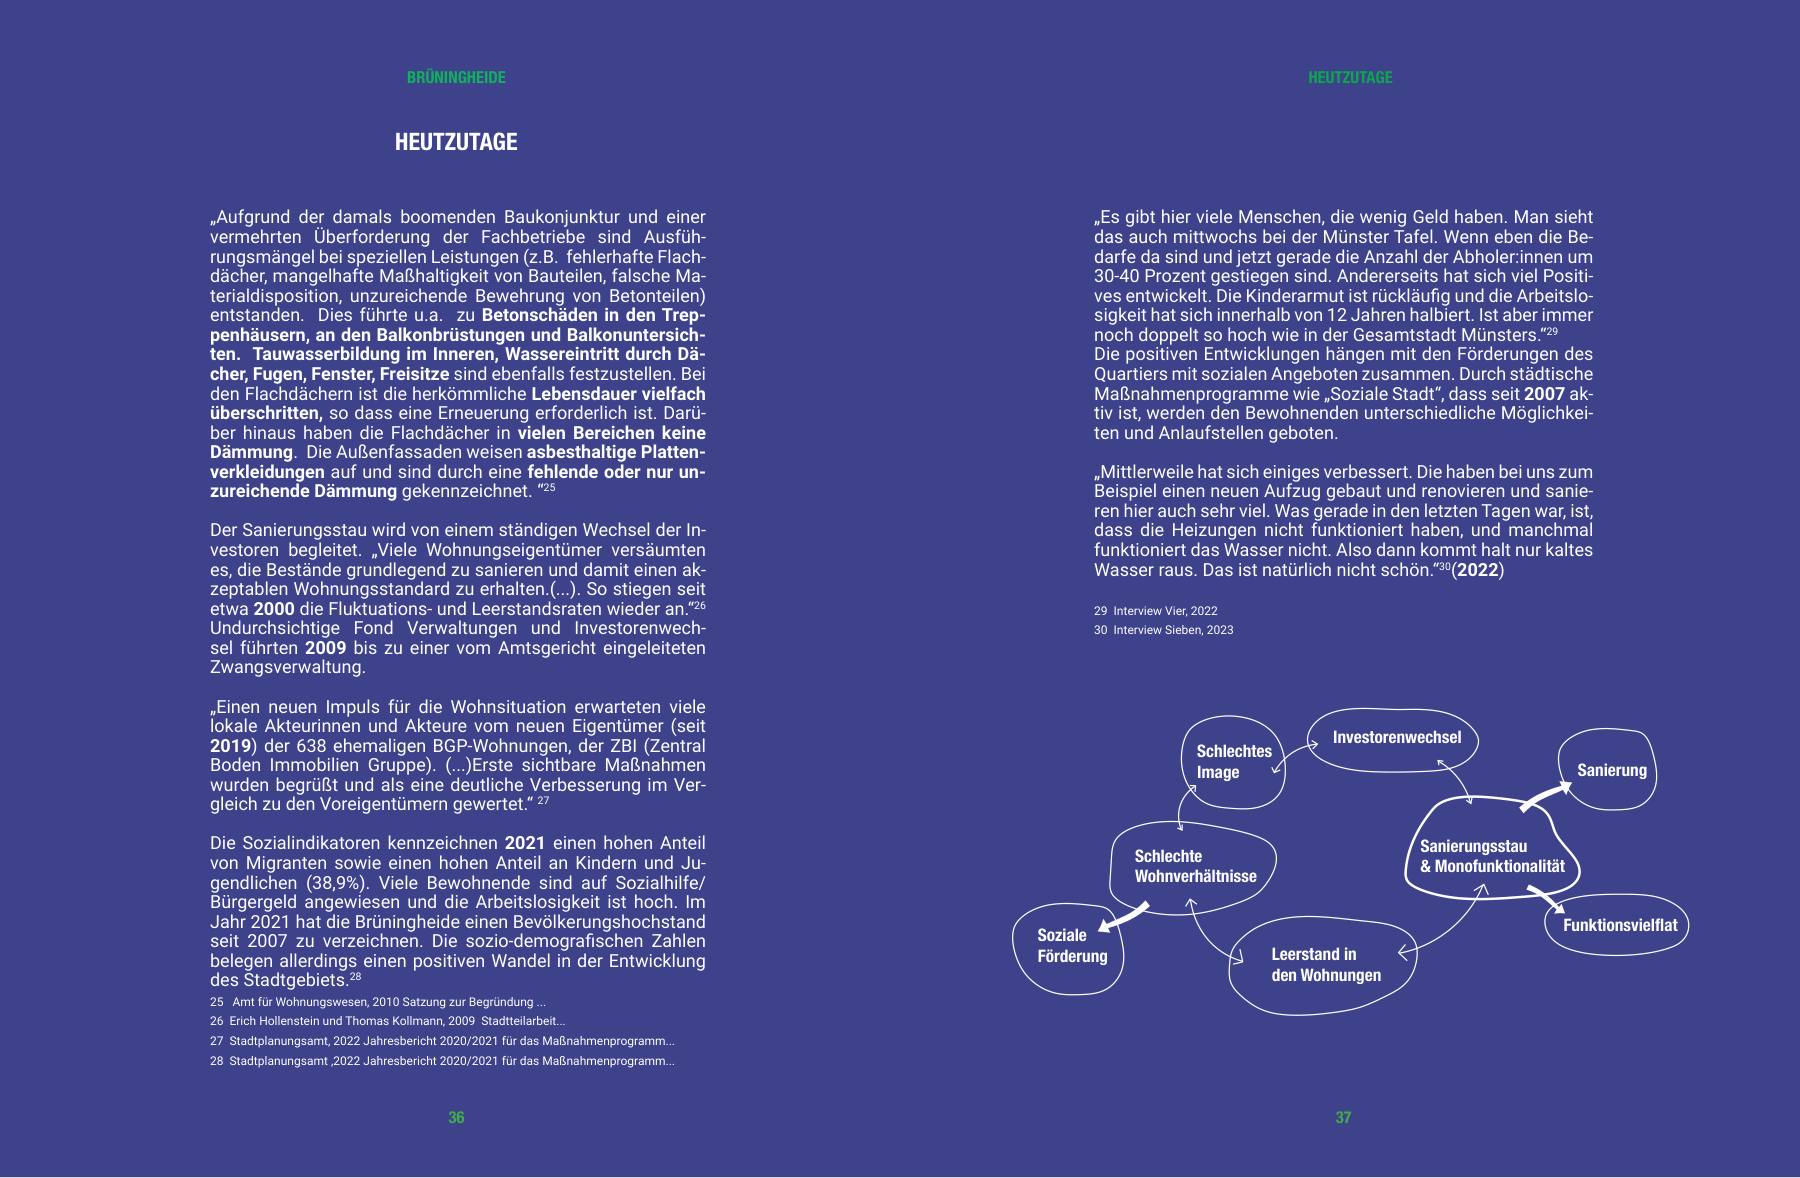 BRÜNINGHEIDE
HEUTZUTAGE
„Aufgrund der damals boomenden Baukonjunktur und einer
vermehrten Überforderung der Fachbetriebe sind Ausfüh-
rungsmängel bei speziellen Leistungen (z.B. fehlerhafte Flach-
dächer, mangelhafte Maßhaltigkeit von Bauteilen, falsche Ma-
terialdisposition, unzureichende Bewehrung von Betonteilen)
entstanden. Dies führte u.a. zu Betonschäden in den Trep-
penhäusern, an den Balkonbrüstungen und Balkonuntersich-
ten. Tauwasserbildung im Inneren, Wassereintritt durch Dä-
cher, Fugen, Fenster, Freisitze sind ebenfalls festzustellen. Bei
den Flachdächern ist die herkömmliche Lebensdauer vielfach
überschritten, so dass eine Erneuerung erforderlich ist. Darü-
ber hinaus haben die Flachdächer in vielen Bereichen keine
Dämmung. Die Außenfassaden weisen asbesthaltige Platten-
verkleidungen auf und sind durch eine fehlende oder nur un-
zureichende Dämmung gekennzeichnet. “25
Der Sanierungsstau wird von einem ständigen Wechsel der In-
vestoren begleitet. „Viele Wohnungseigentümer versäumten
es, die Bestände grundlegend zu sanieren und damit einen ak-
zeptablen Wohnungsstandard zu erhalten.(...). So stiegen seit
etwa 2000 die Fluktuations- und Leerstandsraten wieder an.“26
Undurchsichtige Fond Verwaltungen und Investorenwech-
sel führten 2009 bis zu einer vom Amtsgericht eingeleiteten
Zwangsverwaltung.
„Einen neuen Impuls für die Wohnsituation erwarteten viele
lokale Akteurinnen und Akteure vom neuen Eigentümer (seit
2019) der 638 ehemaligen BGP-Wohnungen, der ZBI (Zentral
Boden Immobilien Gruppe). (...)Erste sichtbare Maßnahmen
wurden begrüßt und als eine deutliche Verbesserung im Ver-
gleich zu den Voreigentümern gewertet.“ 27
Die Sozialindikatoren kennzeichnen 2021 einen hohen Anteil
von Migranten sowie einen hohen Anteil an Kindern und Ju-
gendlichen (38,9%). Viele Bewohnende sind auf Sozialhilfe/
Bürgergeld angewiesen und die Arbeitslosigkeit ist hoch. Im
Jahr 2021 hat die Brüningheide einen Bevölkerungshochstand
seit 2007 zu verzeichnen. Die sozio-demografischen Zahlen
belegen allerdings einen positiven Wandel in der Entwicklung
des Stadtgebiets.28
25 Amt für Wohnungswesen, 2010 Satzung zur Begründung ...
26 Erich Hollenstein und Thomas Kollmann, 2009 Stadtteilarbeit...
27 Stadtplanungsamt, 2022 Jahresbericht 2020/2021 für das Maßnahmenprogramm...
28 Stadtplanungsamt ,2022 Jahresbericht 2020/2021 für das Maßnahmenprogramm...
36
HEUTZUTAGE
„Es gibt hier viele Menschen, die wenig Geld haben. Man sieht
das auch mittwochs bei der Münster Tafel. Wenn eben die Be-
darfe da sind und jetzt gerade die Anzahl der Abholer:innen um
30-40 Prozent gestiegen sind. Andererseits hat sich viel Positi-
ves entwickelt. Die Kinderarmut ist rückläufig und die Arbeitslo-
sigkeit hat sich innerhalb von 12 Jahren halbiert. Ist aber immer
noch doppelt so hoch wie in der Gesamtstadt Münsters.“29
Die positiven Entwicklungen hängen mit den Förderungen des
Quartiers mit sozialen Angeboten zusammen. Durch städtische
Maßnahmenprogramme wie „Soziale Stadt“, dass seit 2007 ak-
tiv ist, werden den Bewohnenden unterschiedliche Möglichkei-
ten und Anlaufstellen geboten.
„Mittlerweile hat sich einiges verbessert. Die haben bei uns zum
Beispiel einen neuen Aufzug gebaut und renovieren und sanie-
ren hier auch sehr viel. Was gerade in den letzten Tagen war, ist,
dass die Heizungen nicht funktioniert haben, und manchmal
funktioniert das Wasser nicht. Also dann kommt halt nur kaltes
Wasser raus. Das ist natürlich nicht schön.“30(2022)
29 Interview Vier, 2022
30 Interview Sieben, 2023
Schlechtes
Image
Investorenwechsel
Sanierung
Schlechte
Wohnverhältnisse
Sanierungsstau
& Monofunktionalität
Soziale
Förderung
Leerstand in
den Wohnungen
Funktionsvielflat
37